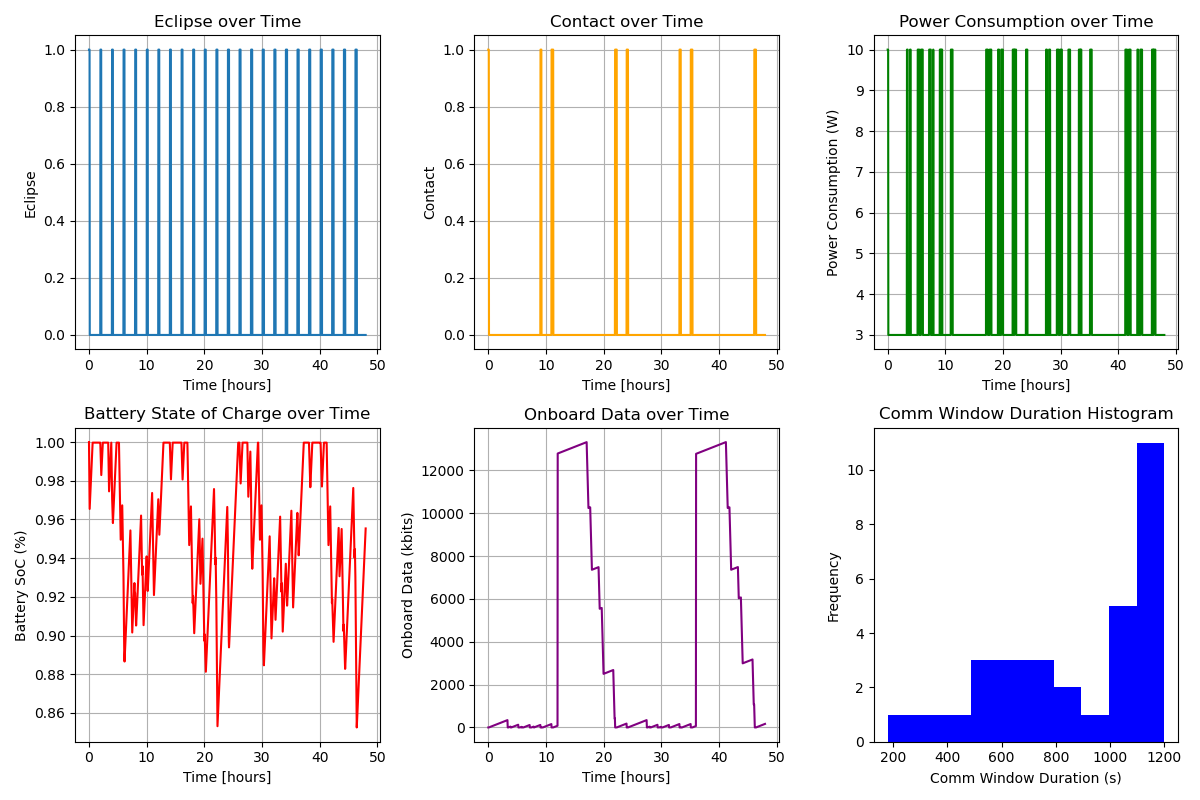 Eclipse over Time
1.0
0.8
0.6
0.4
0.2
0.0
Eclipse
0 10 20 30 40 50
Time [hours]
Contact over Time
1.0
0.8
0.6
0.4
0.2
0.0
Contact
0 10 20 30 40 50
Time [hours]
Power Consumption over Time
10
9
8
7
6
5
4
3
Power Consumption (W)
0 10 20 30 40 50
Time [hours]
Battery State of Charge over Time
1.00
0.98
0.96
0.94
0.92
0.90
0.88
0.86
Battery SoC (%)
0 10 20 30 40 50
Time [hours]
Onboard Data over Time
12000
10000
8000
6000
4000
2000
0
Onboard Data (kbits)
0 10 20 30 40 50
Time [hours]
Comm Window Duration Histogram
10
8
6
4
2
0
Frequency
200 400 600 800 1000 1200
Comm Window Duration (s)